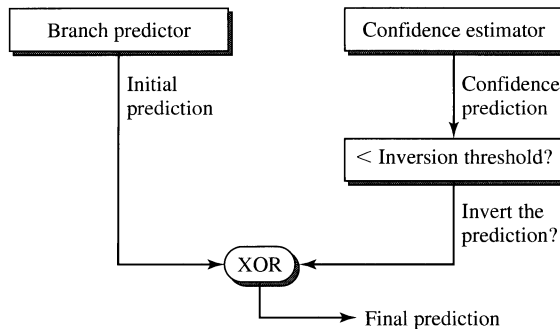 Branch predictor
Confidence estimator
Initial
prediction
Confidence
prediction
< Inversion threshold?
Invert the
prediction?
XOR
Final prediction